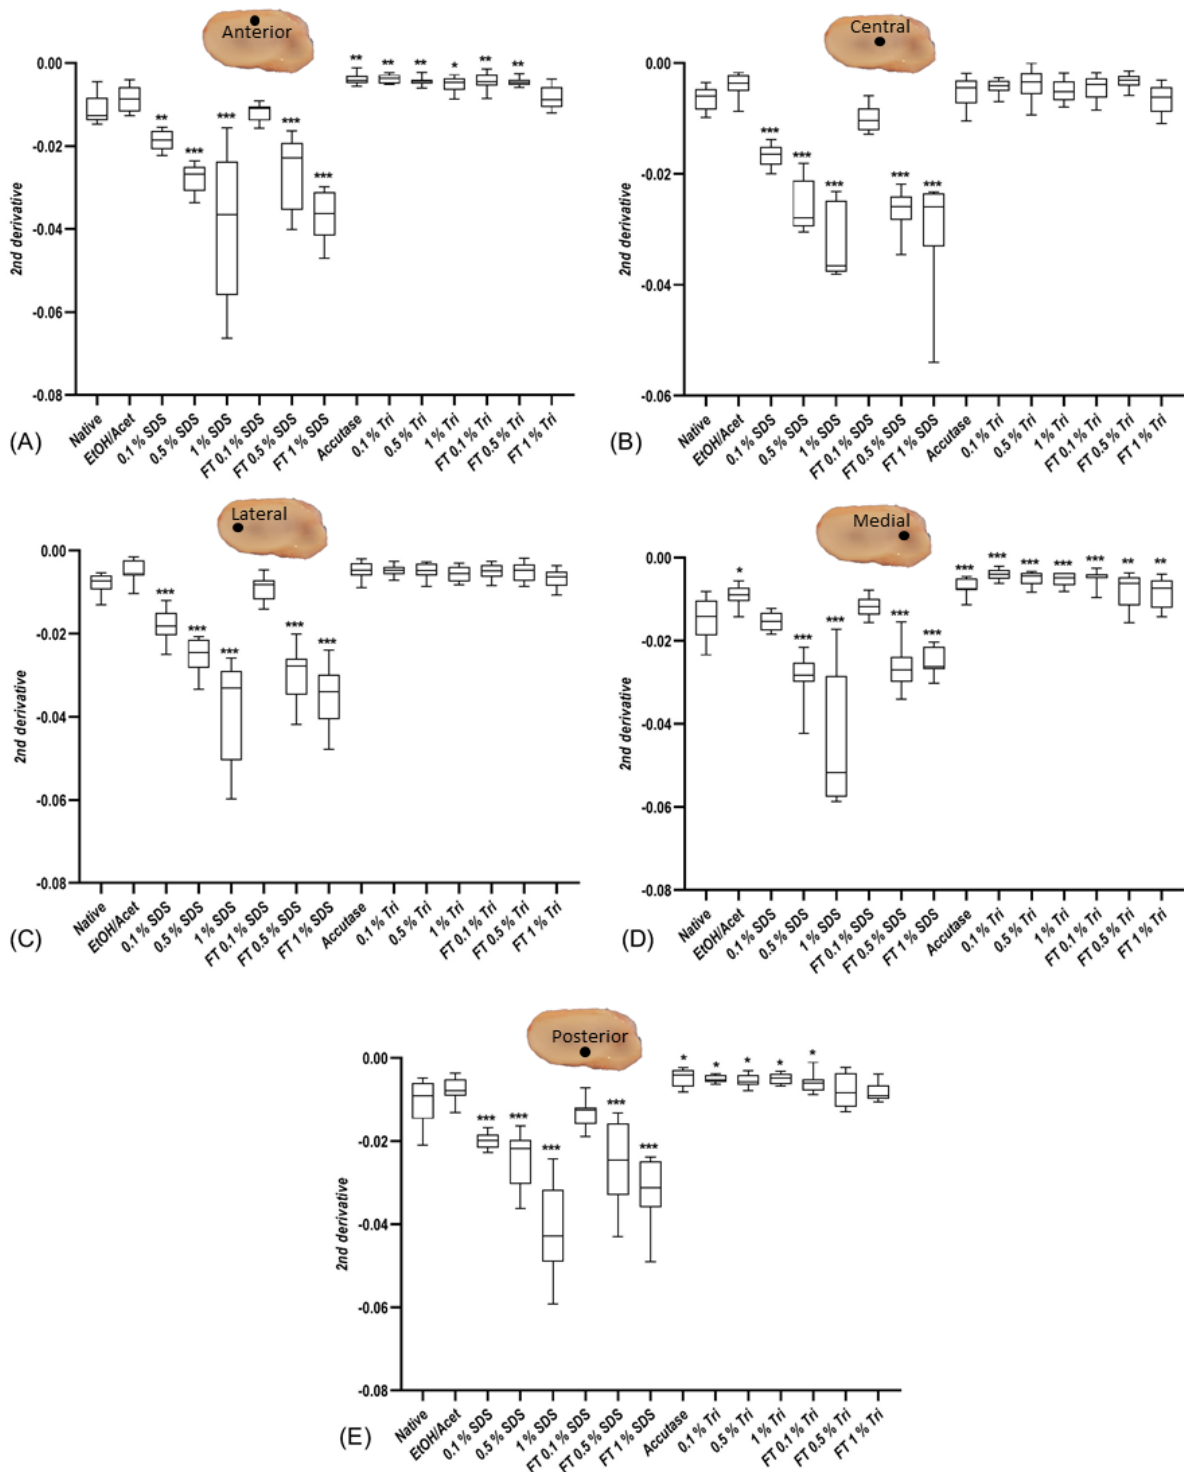 Anterior
0.00
-0.02
-0.04
-0.06
-0.08
2nd derivative
** *** *** *** *** ** ** ** * ** **
Native EtOH/Acet 0.1 % SDS 0.5 % SDS 1 % SDS FT 0.1 % SDS FT 0.5 % SDS FT 1 % SDS Accutase 0.1 % Tri 0.5 % Tri 1 % Tri FT 0.1 % Tri FT 0.5 % Tri FT 1 % Tri
(A)
Central
0.00
-0.02
-0.04
-0.06
2nd derivative
*** *** *** *** ***
Native EtOH/Acet 0.1 % SDS 0.5 % SDS 1 % SDS FT 0.1 % SDS FT 0.5 % SDS FT 1 % SDS Accutase 0.1 % Tri 0.5 % Tri 1 % Tri FT 0.1 % Tri FT 0.5 % Tri FT 1 % Tri
(B)
Lateral
0.00
-0.02
-0.04
-0.06
-0.08
2nd derivative
*** *** *** *** ***
Native EtOH/Acet 0.1 % SDS 0.5 % SDS 1 % SDS FT 0.1 % SDS FT 0.5 % SDS FT 1 % SDS Accutase 0.1 % Tri 0.5 % Tri 1 % Tri FT 0.1 % Tri FT 0.5 % Tri FT 1 % Tri
(C)
Medial
0.00
-0.02
-0.04
-0.06
-0.08
2nd derivative
* *** *** *** *** *** *** *** *** *** ** **
Native EtOH/Acet 0.1 % SDS 0.5 % SDS 1 % SDS FT 0.1 % SDS FT 0.5 % SDS FT 1 % SDS Accutase 0.1 % Tri 0.5 % Tri 1 % Tri FT 0.1 % Tri FT 0.5 % Tri FT 1 % Tri
(D)
Posterior
0.00
-0.02
-0.04
-0.06
-0.08
2nd derivative
*** *** *** *** *** * * * * *
Native EtOH/Acet 0.1 % SDS 0.5 % SDS 1 % SDS FT 0.1 % SDS FT 0.5 % SDS FT 1 % SDS Accutase 0.1 % Tri 0.5 % Tri 1 % Tri FT 0.1 % Tri FT 0.5 % Tri FT 1 % Tri
(E)